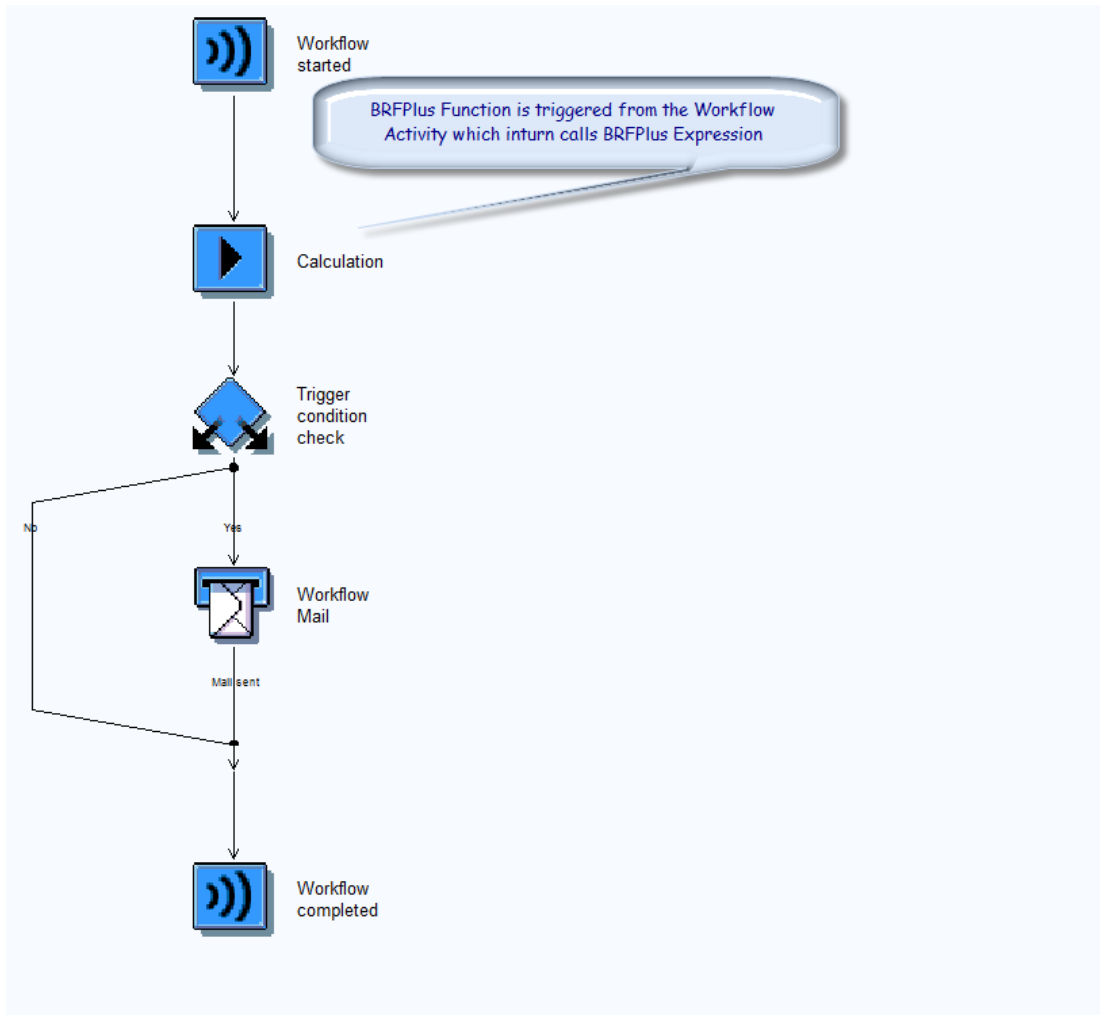 Workflow
started
BRFPlus Function is triggered from the Workflow
Activity which inturn calls BRFPlus Expression
Calculation
Trigger
condition
check
No
Yes
Workflow
Mail
Mail sent
Workflow
completed